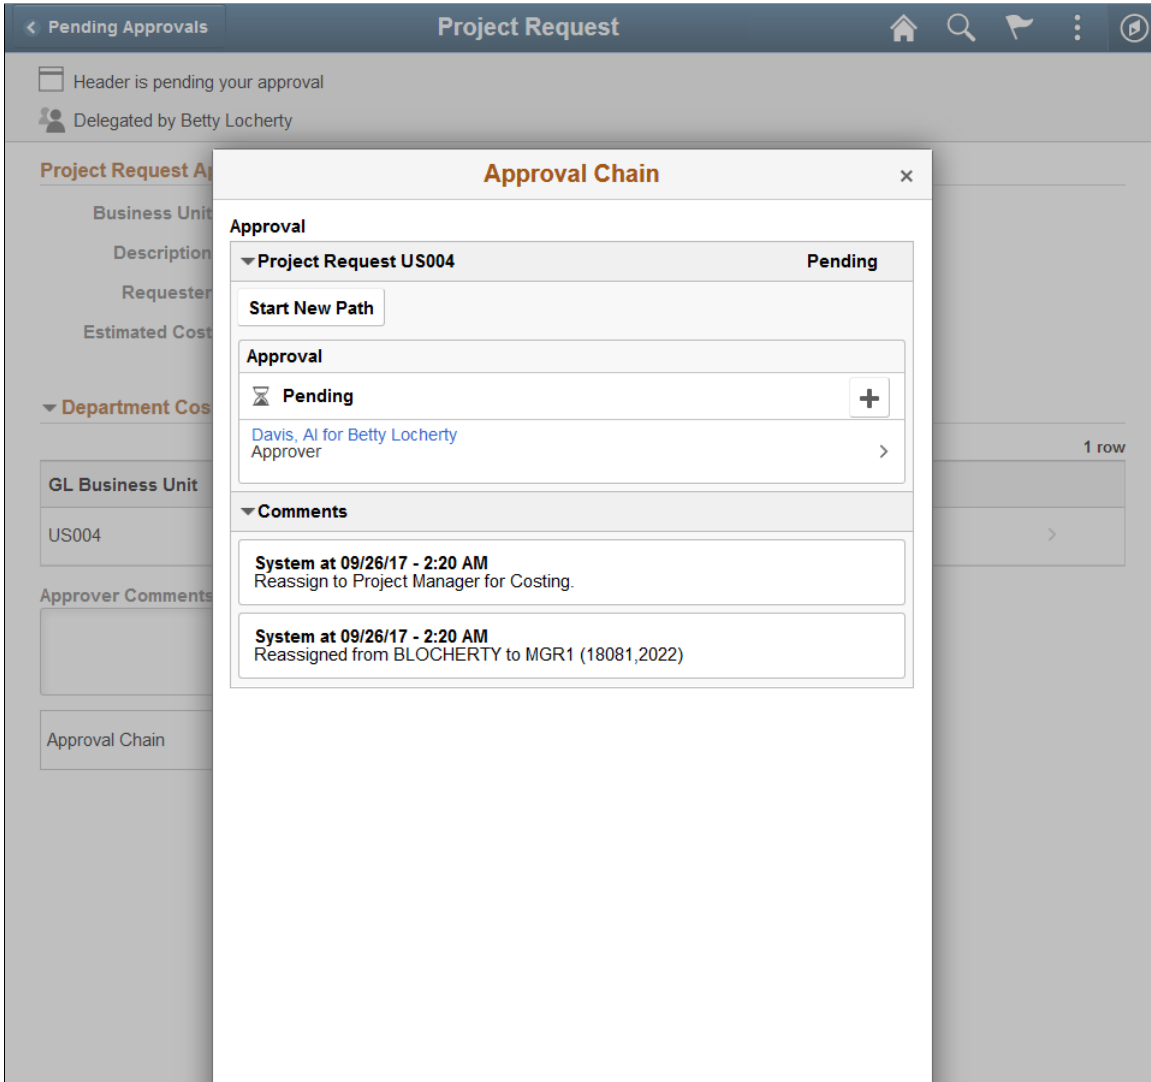 Pending Approvals
Project Request
Header is pending your approval
Delegated by Betty Locherty
Project Request Ap
Business Unit
Description
Requester
Estimated Cost
Department Cos
1 row
GL Business Unit
US004
Approver Comments
Approval Chain
Approval Chain
Approval
Project Request US004 Pending
Start New Path
Approval
Pending
Davis, Al for Betty Locherty
Approver
Comments
System at 09/26/17 - 2:20 AM
Reassign to Project Manager for Costing.
System at 09/26/17 - 2:20 AM
Reassigned from BLOCHERTY to MGR1 (18081,2022)